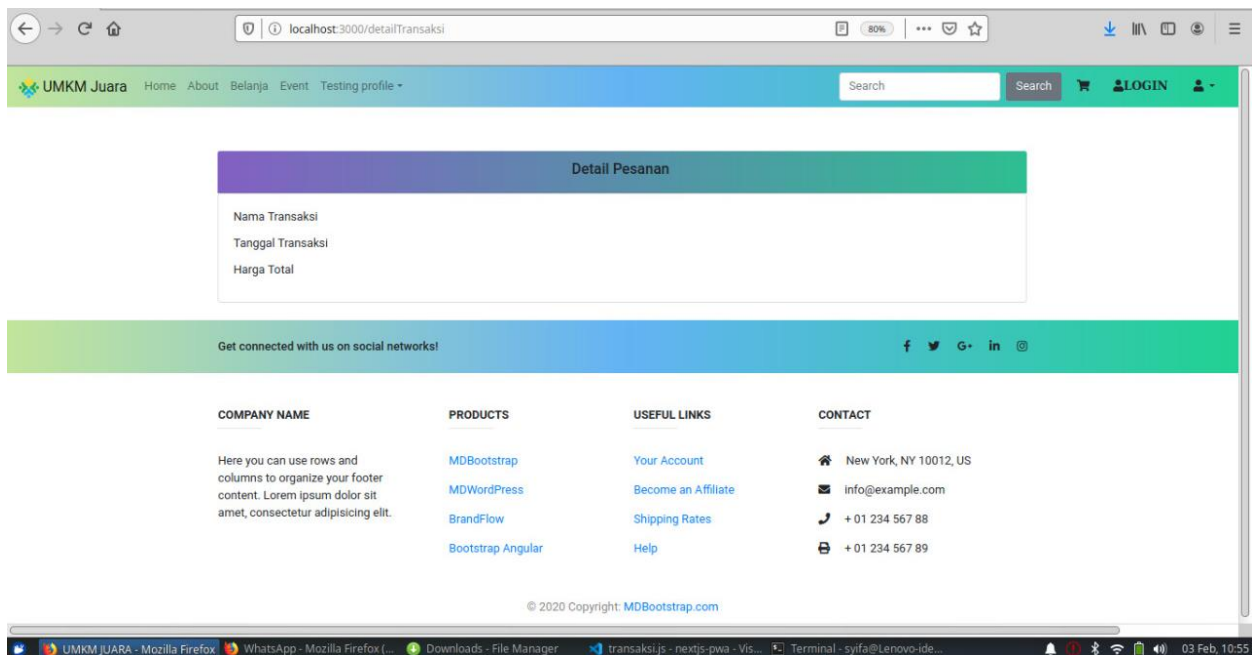 localhost:3000/detailTransaksi
80%
UMKM Juara Home About Belanja Event Testing profile Search Search LOGIN
Detail Pesanan
Nama Transaksi
Tanggal Transaksi
Harga Total
Get connected with us on social networks!
COMPANY NAME
Here you can use rows and
columns to organize your footer
content. Lorem ipsum dolor sit
amet, consectetur adipisicing elit.
PRODUCTS
MDBootstrap
MDWordPress
BrandFlow
Bootstrap Angular
USEFUL LINKS
Your Account
Become an Affiliate
Shipping Rates
Help
CONTACT
New York, NY 10012, US
info@example.com
+ 01 234 567 88
+ 01 234 567 89
© 2020 Copyright: MDBootstrap.com
UMKM JUARA - Mozilla Firefox WhatsApp - Mozilla Firefox (... Downloads - File Manager transaksi.js - nextjs-pwa - Vis... Terminal - syifa@Lenovo-ide... 03 Feb, 10:55